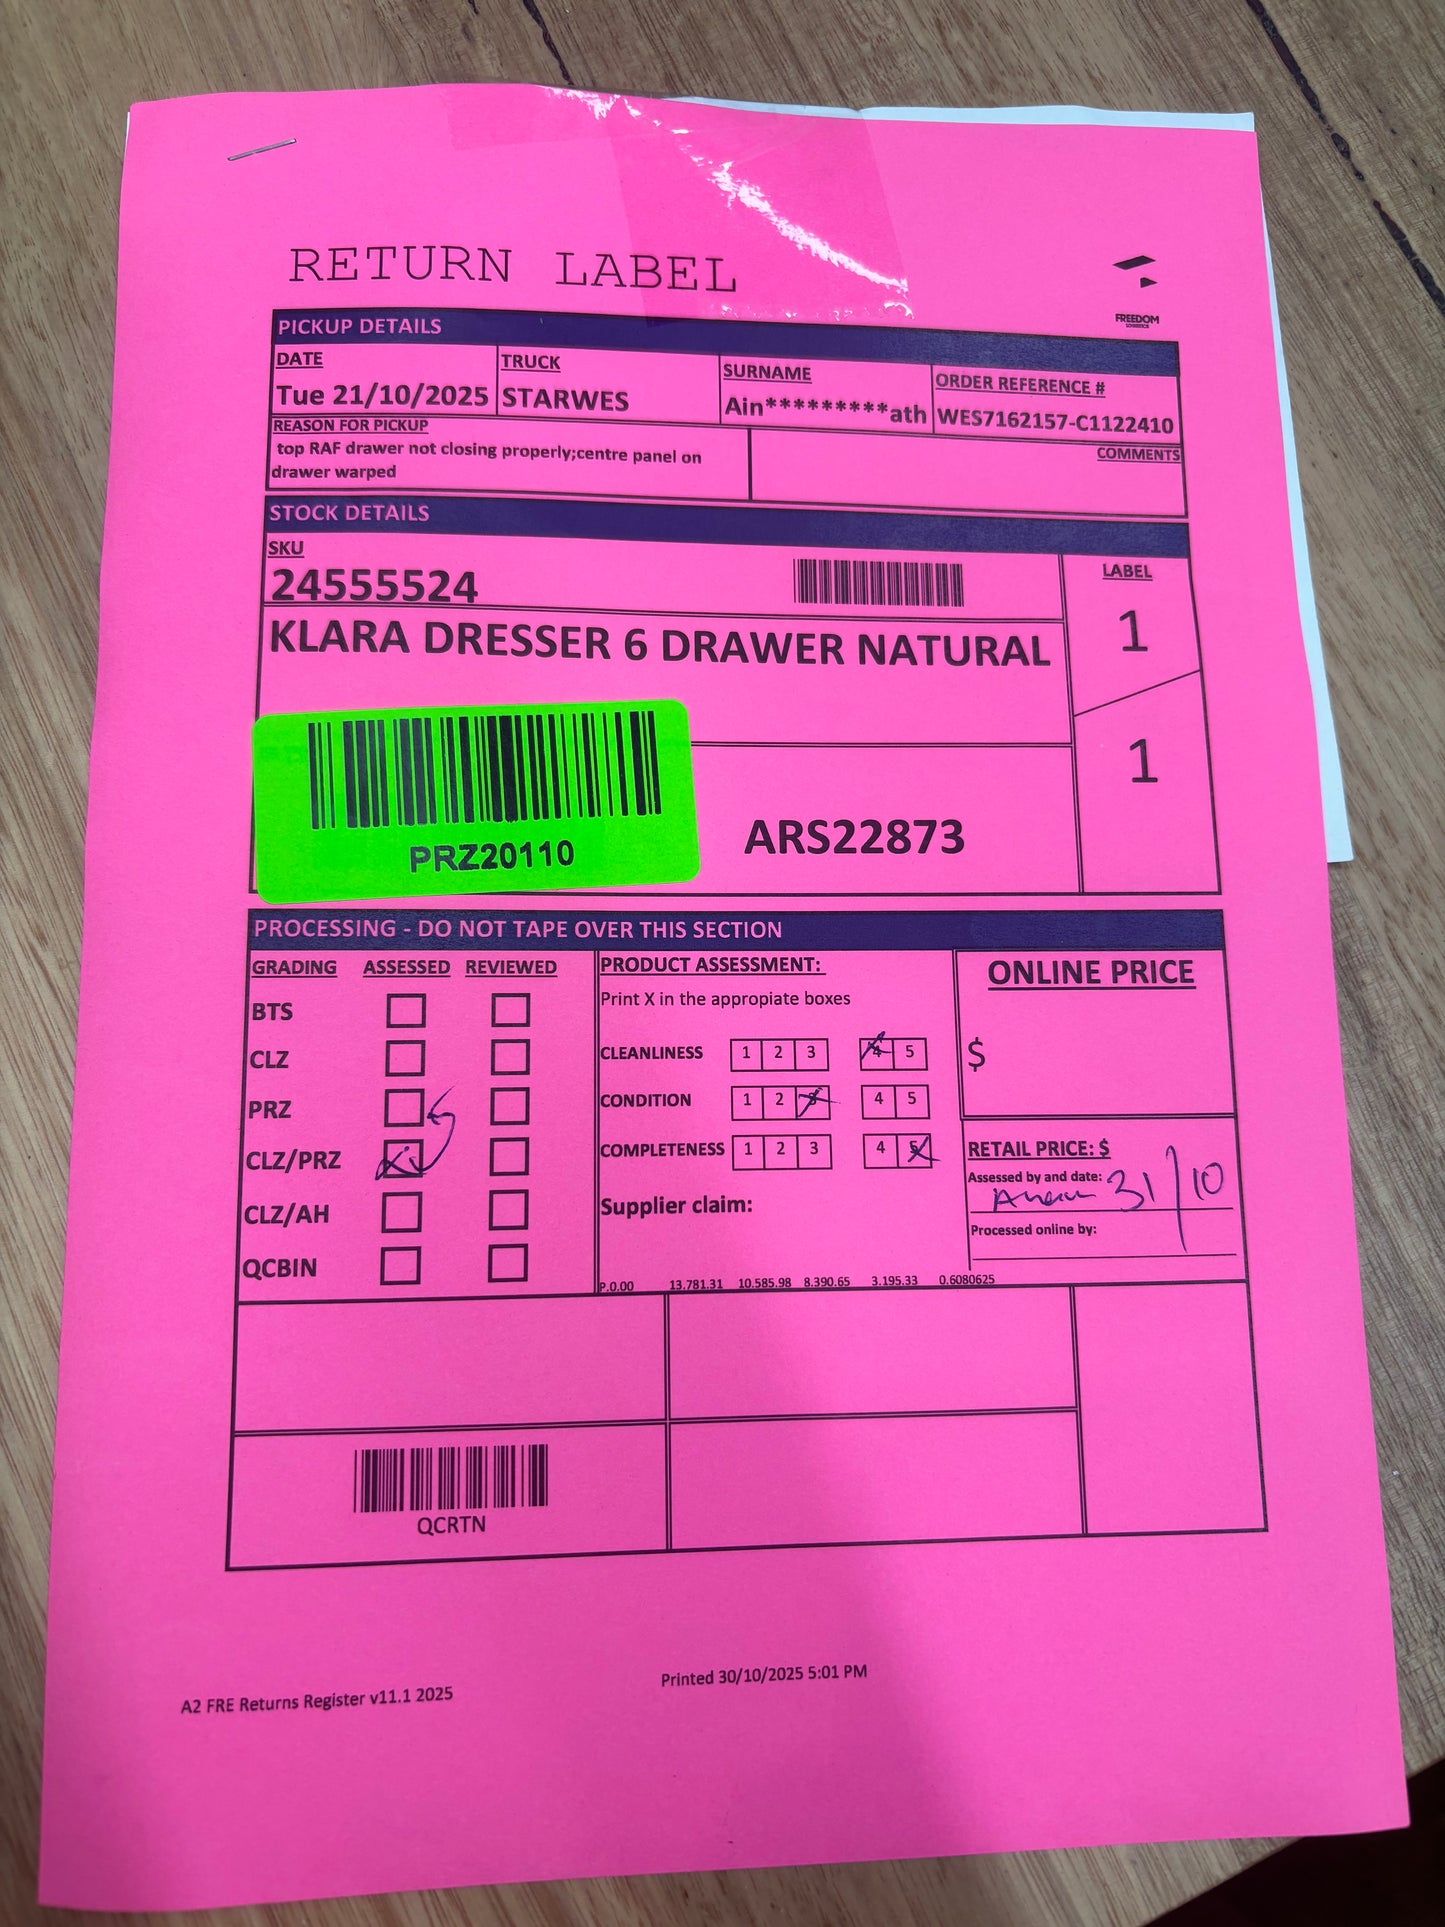 RETURN LABEL
FREEDOM
LOGISTICS
PICKUP DETAILS
DATE TRUCK SURNAME ORDER REFERENCE #
Tue 21/10/2025 STARWES Ain*********ath WES7162157-C1122410
REASON FOR PICKUP
COMMENTS
top RAF drawer not closing properly;centre panel on
drawer warped
STOCK DETAILS
SKU
24555524
LABEL
1
KLARA DRESSER 6 DRAWER NATURAL
1
PRZ20110
ARS22873
PROCESSING - DO NOT TAPE OVER THIS SECTION
GRADING ASSESSED REVIEWED
BTS
CLZ
PRZ
CLZ/PRZ
CLZ/AH
QCBIN
PRODUCT ASSESSMENT:
Print X in the appropiate boxes
CLEANLINESS 1 2 3 4 5
CONDITION 1 2 3 4 5
COMPLETENESS 1 2 3 4 5
Supplier claim:
P.0.00 13.781.31 10.585.98 8.390.65 3.195.33 0.6080625
ONLINE PRICE
$
RETAIL PRICE: $
Assessed by and date:
31/10
Processed online by:
QCRTN
A2 FRE Returns Register v11.1 2025
Printed 30/10/2025 5:01 PM